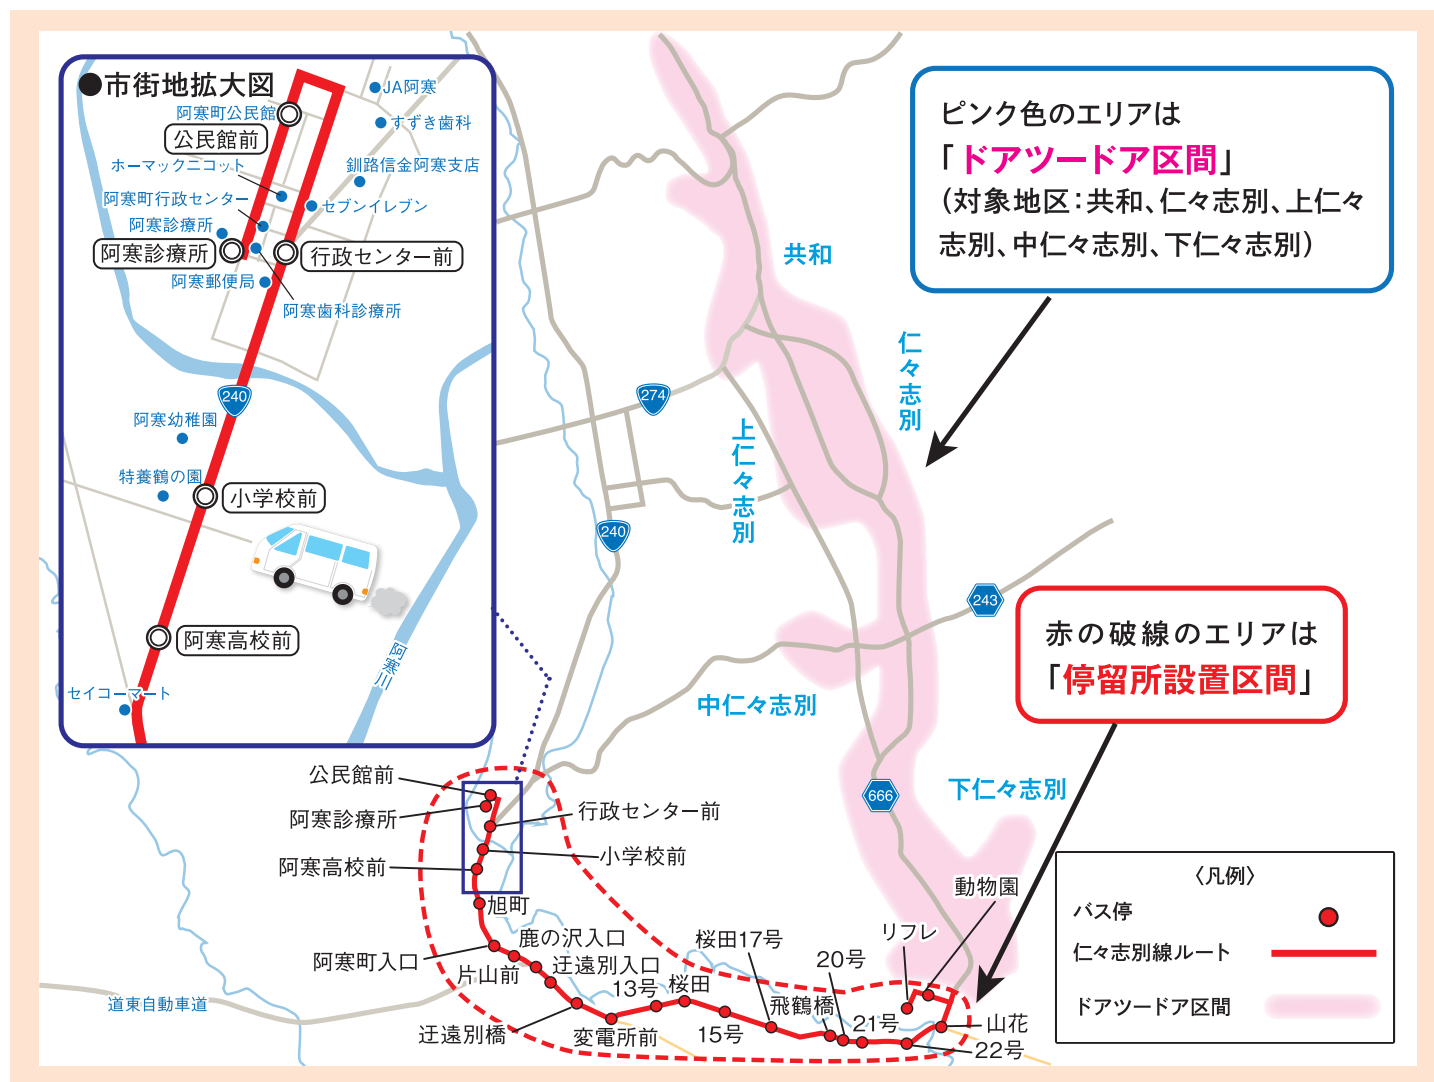 ●市街地拡大図
JA阿寒
阿寒町公民館
公民館前
すずき歯科
ホーマックニコット
釧路信金阿寒支店
阿寒町行政センター
セブンイレブン
阿寒診療所
阿寒診療所
行政センター前
阿寒郵便局
阿寒歯科診療所
240
阿寒幼稚園
特養鶴の園
小学校前
阿寒高校前
阿寒川
セイコーマート
ピンク色のエリアは
「ドアツードア区間」
(対象地区:共和、仁々志別、上仁々
志別、中仁々志別、下仁々志別)
共和
仁々志別
274
上仁々志別
240
243
赤の破線のエリアは
「停留所設置区間」
中仁々志別
下仁々志別
666
公民館前
阿寒診療所
行政センター前
小学校前
阿寒高校前
旭町
阿寒町入口
鹿の沢入口
片山前
迂遠別入口
13号
桜田
桜田17号
20号
リフレ
動物園
道東自動車道
迂遠別橋
変電所前
15号
飛鶴橋
21号
山花
22号
〈凡例〉
バス停
仁々志別線ルート
ドアツードア区間